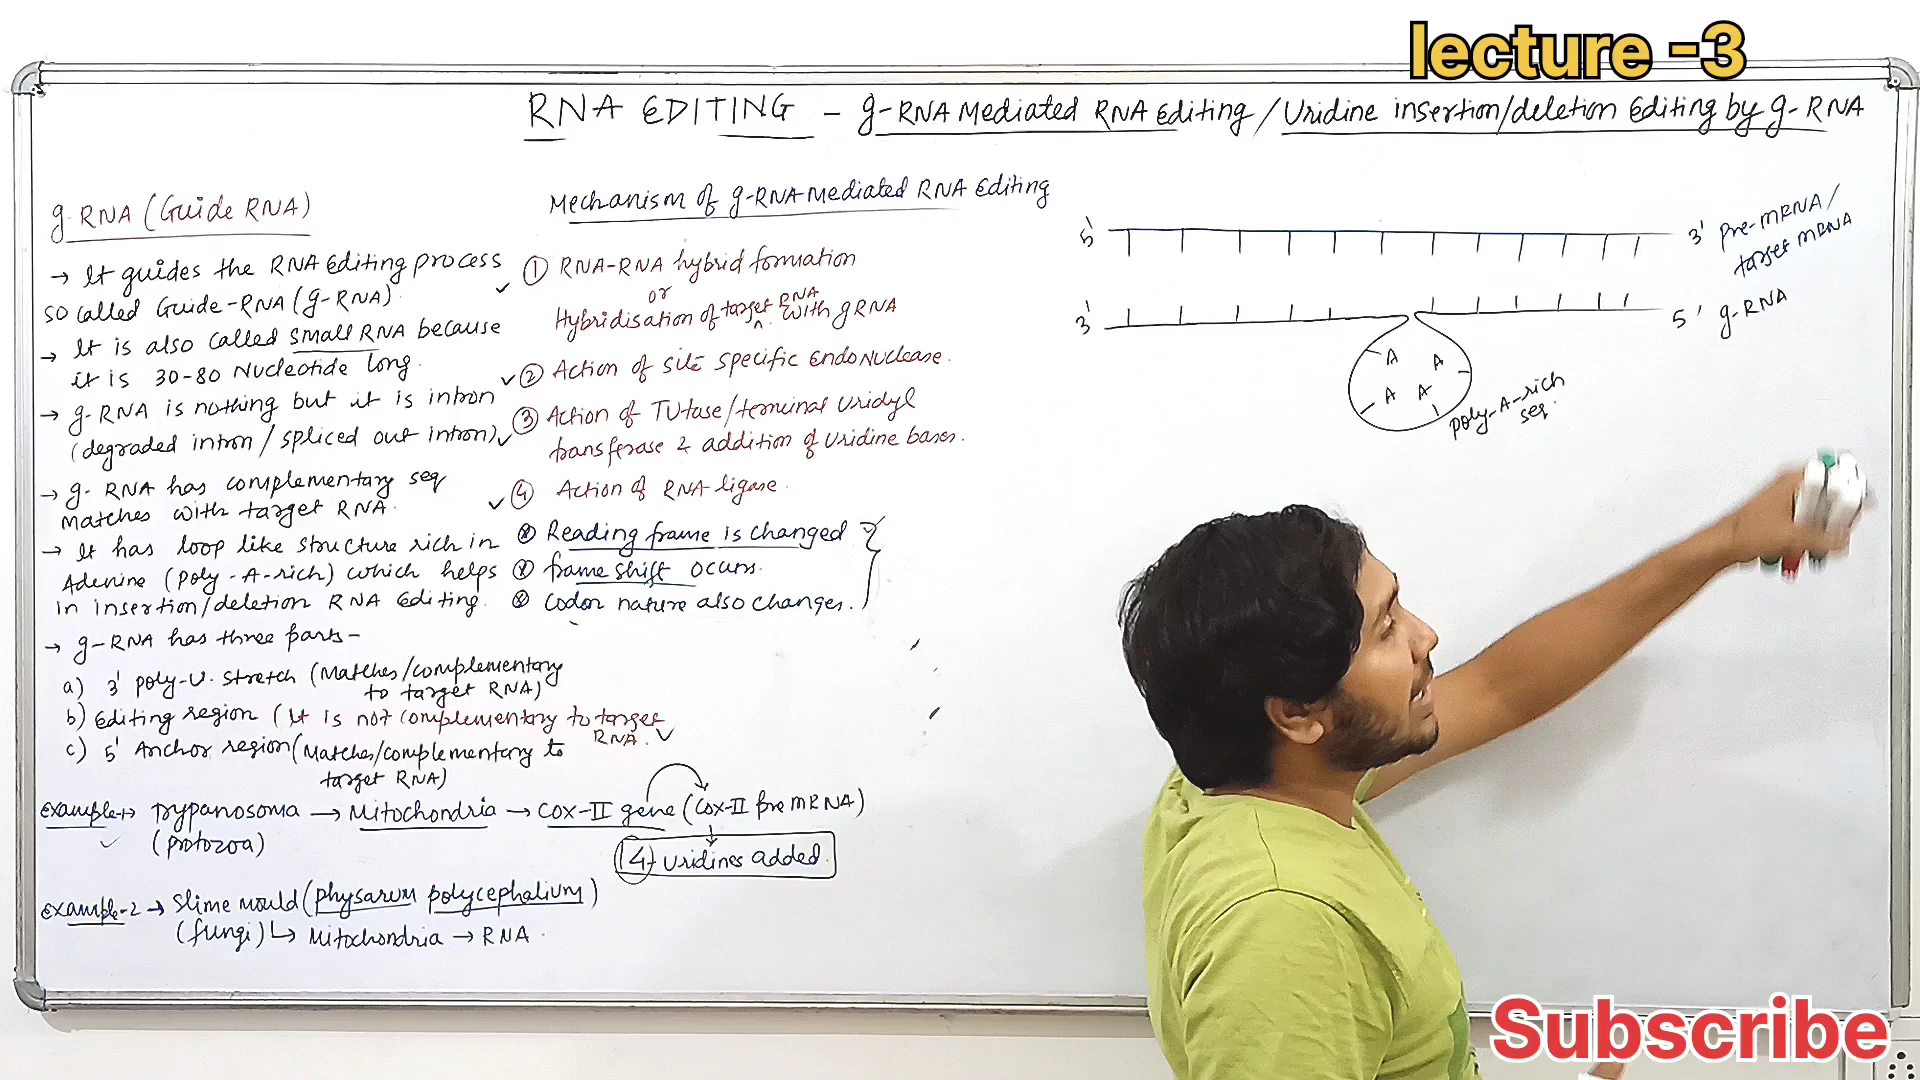 lecture -3
RNA EDITING – g-RNA Mediated RNA Editing / Uridine insertion/deletion Editing by g-RNA
g-RNA (Guide RNA)
→ It guides the RNA Editing process
so called Guide-RNA (g-RNA).
→ It is also called small RNA because
it is 30-80 Nucleotide long.
→ g-RNA is nothing but it is intron
(degraded intron / spliced out intron)
→ g-RNA has complementary seq
matches with target RNA.
→ It has loop like structure rich in
Adenine (poly-A-rich) which helps
in insertion/deletion RNA Editing.
→ g-RNA has three parts-
a) 3' poly-U. stretch (Matches/complementary
to target RNA)
b) Editing region (It is not complementary to target
RNA.
c) 5' Anchor region (Matches/complementary to
target RNA)
Example-1→ Trypanosoma → Mitochondria → COX-II gene (Cox-II pre mRNA)
(protozoa)
(4) uridines added.
Example-2 → Slime mould (physarum polycephalium)
(fungi) ↳ Mitochondria → RNA.
Mechanism of g-RNA Mediated RNA Editing
① RNA-RNA hybrid formation
or
Hybridisation of target RNA with gRNA
② Action of site specific EndoNuclease.
③ Action of TUtase/terminal uridyl
transferase & addition of uridine bases.
④ Action of RNA ligase.
⊗ Reading frame is changed
⊗ frame shift occurs.
⊗ Codon nature also changes.
5' 3' Pre-mRNA/
target mRNA
3' 5' g-RNA
A A
A A
poly-A-rich
seq.
Subscribe